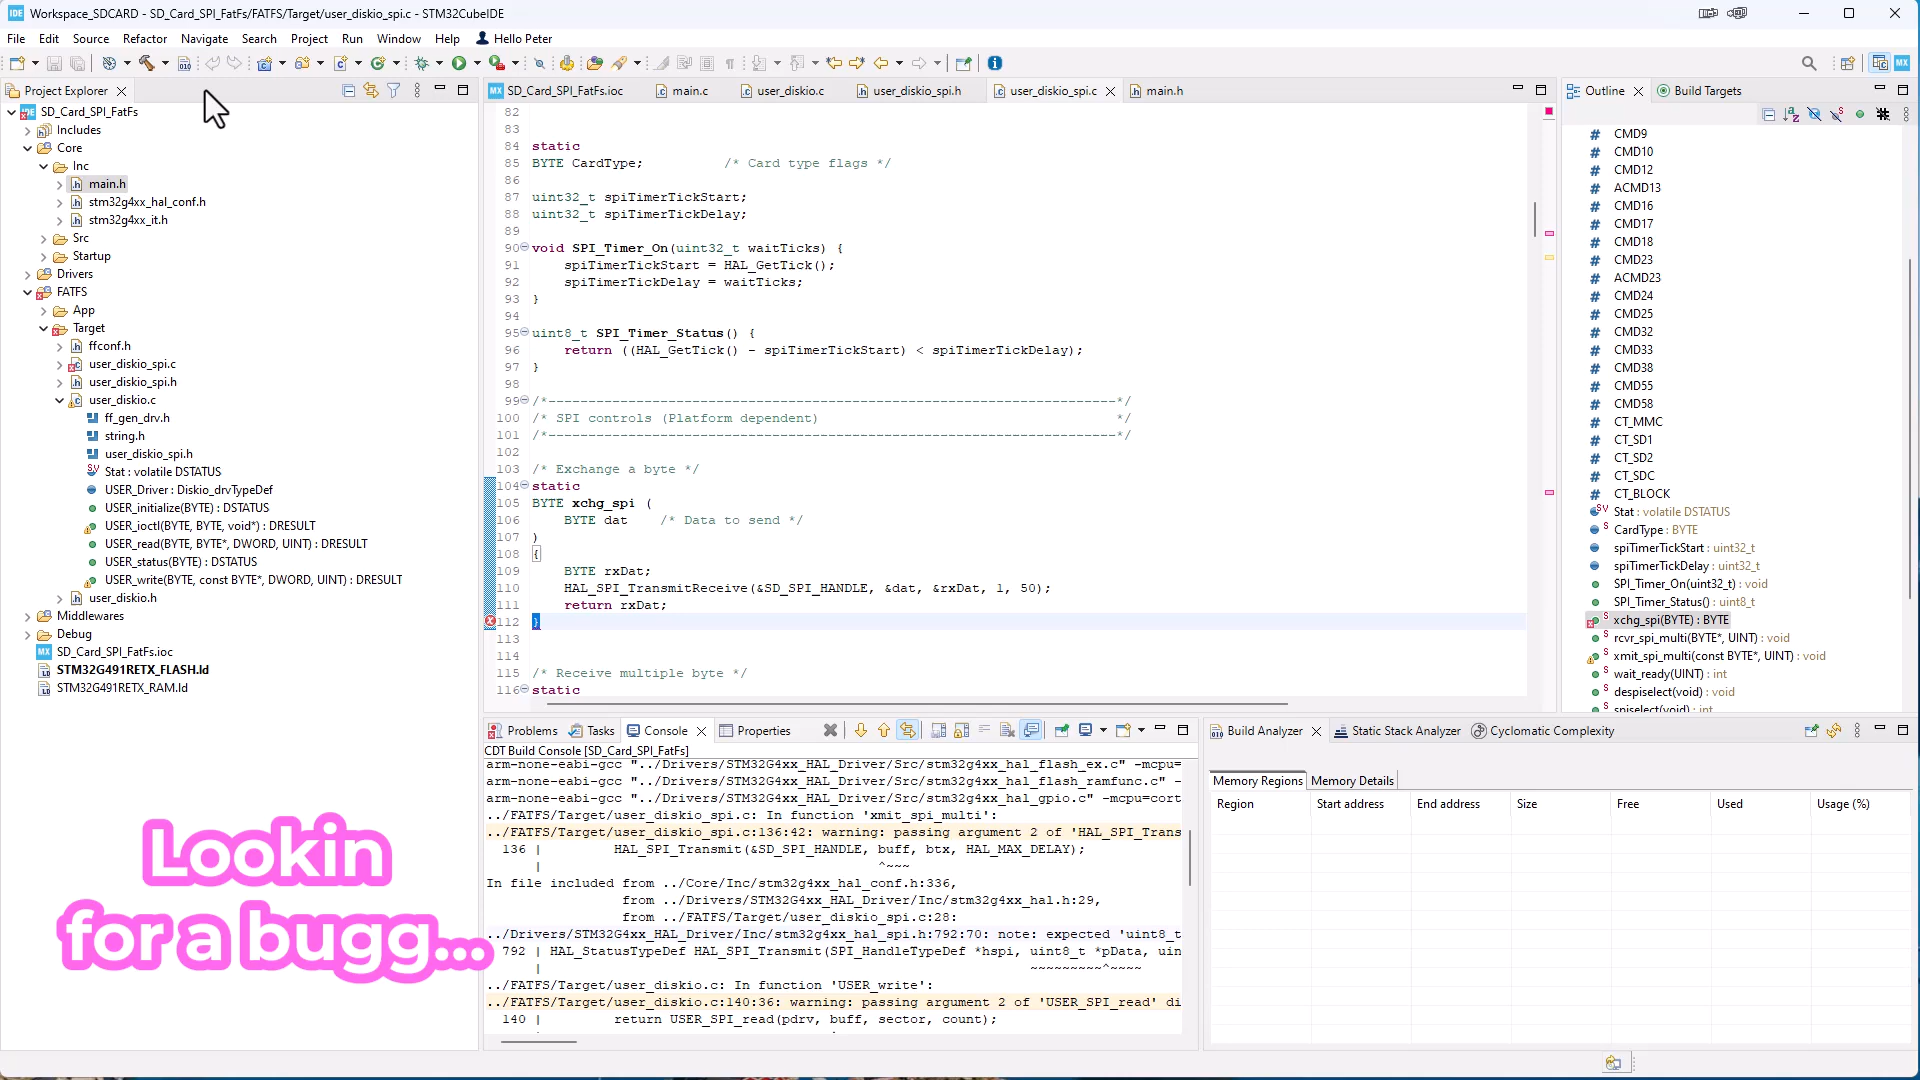 Workspace_SDCARD - SD_Card_SPI_FatFs/FATFS/Target/user_diskio_spi.c - STM32CubeIDE
File Edit Source Refactor Navigate Search Project Run Window Help Hello Peter
Project Explorer
SD_Card_SPI_FatFs
Includes
Core
Inc
main.h
stm32g4xx_hal_conf.h
stm32g4xx_it.h
Src
Startup
Drivers
FATFS
App
Target
ffconf.h
user_diskio_spi.c
user_diskio_spi.h
user_diskio.c
ff_gen_drv.h
string.h
user_diskio_spi.h
Stat : volatile DSTATUS
USER_Driver : Diskio_drvTypeDef
USER_initialize(BYTE) : DSTATUS
USER_ioctl(BYTE, BYTE, void*) : DRESULT
USER_read(BYTE, BYTE*, DWORD, UINT) : DRESULT
USER_status(BYTE) : DSTATUS
USER_write(BYTE, const BYTE*, DWORD, UINT) : DRESULT
user_diskio.h
Middlewares
Debug
SD_Card_SPI_FatFs.ioc
STM32G491RETX_FLASH.ld
STM32G491RETX_RAM.ld
Lookin
for a bugg...
SD_Card_SPI_FatFs.ioc main.c user_diskio.c user_diskio_spi.h user_diskio_spi.c main.h
82
83
84 static
85 BYTE CardType; /* Card type flags */
86
87 uint32_t spiTimerTickStart;
88 uint32_t spiTimerTickDelay;
89
90 void SPI_Timer_On(uint32_t waitTicks) {
91 spiTimerTickStart = HAL_GetTick();
92 spiTimerTickDelay = waitTicks;
93 }
94
95 uint8_t SPI_Timer_Status() {
96 return ((HAL_GetTick() - spiTimerTickStart) < spiTimerTickDelay);
97 }
98
99 /*-----------------------------------------------------------------------*/
100 /* SPI controls (Platform dependent) */
101 /*-----------------------------------------------------------------------*/
102
103 /* Exchange a byte */
104 static
105 BYTE xchg_spi (
106 BYTE dat /* Data to send */
107 )
108 {
109 BYTE rxDat;
110 HAL_SPI_TransmitReceive(&SD_SPI_HANDLE, &dat, &rxDat, 1, 50);
111 return rxDat;
112 }
113
114
115 /* Receive multiple byte */
116 static
Problems Tasks Console Properties
CDT Build Console [SD_Card_SPI_FatFs]
arm-none-eabi-gcc "../Drivers/STM32G4xx_HAL_Driver/Src/stm32g4xx_hal_flash_ex.c" -mcpu=
arm-none-eabi-gcc "../Drivers/STM32G4xx_HAL_Driver/Src/stm32g4xx_hal_flash_ramfunc.c" -
arm-none-eabi-gcc "../Drivers/STM32G4xx_HAL_Driver/Src/stm32g4xx_hal_gpio.c" -mcpu=cort
../FATFS/Target/user_diskio_spi.c: In function 'xmit_spi_multi':
../FATFS/Target/user_diskio_spi.c:136:42: warning: passing argument 2 of 'HAL_SPI_Trans
136 | HAL_SPI_Transmit(&SD_SPI_HANDLE, buff, btx, HAL_MAX_DELAY);
| ^~~~
In file included from ../Core/Inc/stm32g4xx_hal_conf.h:336,
from ../Drivers/STM32G4xx_HAL_Driver/Inc/stm32g4xx_hal.h:29,
from ../FATFS/Target/user_diskio_spi.c:28:
../Drivers/STM32G4xx_HAL_Driver/Inc/stm32g4xx_hal_spi.h:792:70: note: expected 'uint8_t
792 | HAL_StatusTypeDef HAL_SPI_Transmit(SPI_HandleTypeDef *hspi, uint8_t *pData, uin
| ~~~~~~~~~^~~~~
../FATFS/Target/user_diskio.c: In function 'USER_write':
../FATFS/Target/user_diskio.c:140:36: warning: passing argument 2 of 'USER_SPI_read' di
140 | return USER_SPI_read(pdrv, buff, sector, count);
Outline Build Targets
CMD9
CMD10
CMD12
ACMD13
CMD16
CMD17
CMD18
CMD23
ACMD23
CMD24
CMD25
CMD32
CMD33
CMD38
CMD55
CMD58
CT_MMC
CT_SD1
CT_SD2
CT_SDC
CT_BLOCK
Stat : volatile DSTATUS
CardType : BYTE
spiTimerTickStart : uint32_t
spiTimerTickDelay : uint32_t
SPI_Timer_On(uint32_t) : void
SPI_Timer_Status() : uint8_t
xchg_spi(BYTE) : BYTE
rcvr_spi_multi(BYTE*, UINT) : void
xmit_spi_multi(const BYTE*, UINT) : void
wait_ready(UINT) : int
despiselect(void) : void
spiselect(void) : int
Build Analyzer Static Stack Analyzer Cyclomatic Complexity
Memory Regions Memory Details
Region Start address End address Size Free Used Usage (%)